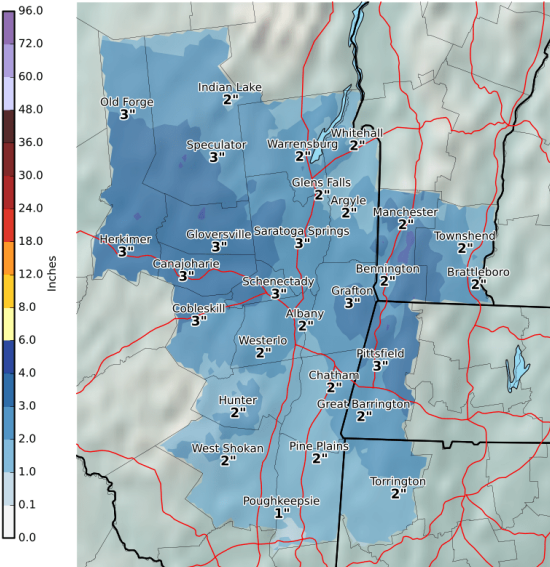 96.0
72.0
60.0
48.0
36.0
30.0
24.0
18.0
12.0
8.0
6.0
4.0
3.0
2.0
1.0
0.1
0.0
Inches
Indian Lake
2"
Old Forge
3"
Whitehall
2"
Speculator
3"
Warrensburg
2"
Glens Falls
2"
Argyle
2"
Manchester
2"
Herkimer
3"
Gloversville
3"
Saratoga Springs
3"
Townshend
2"
Canajoharie
3"
Bennington
2"
Brattleboro
2"
Schenectady
3"
Grafton
3"
Cobleskill
3"
Albany
2"
Westerlo
2"
Pittsfield
3"
Chatham
2"
Hunter
2"
Great Barrington
2"
West Shokan
2"
Pine Plains
2"
Torrington
2"
Poughkeepsie
1"